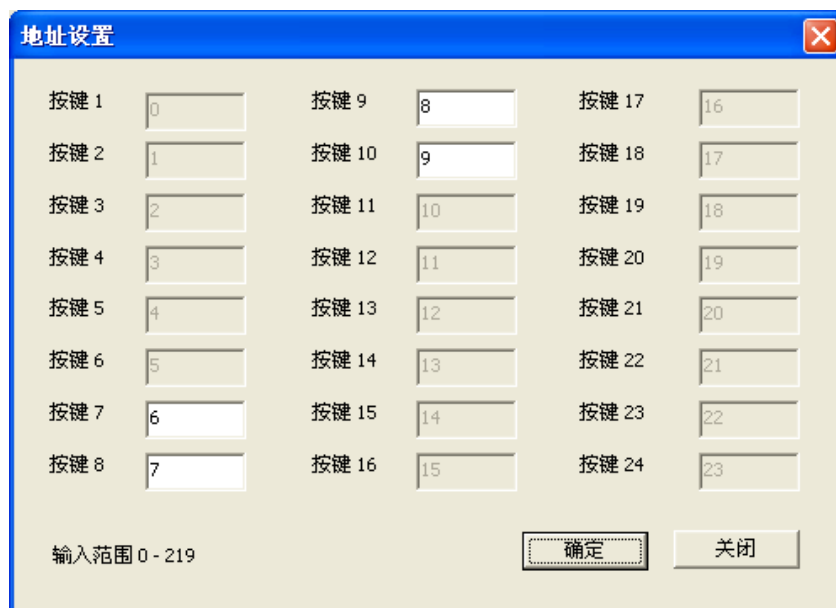 地址设置
按键 1 0 按键 9 8 按键 17 16
按键 2 1 按键 10 9 按键 18 17
按键 3 2 按键 11 10 按键 19 18
按键 4 3 按键 12 11 按键 20 19
按键 5 4 按键 13 12 按键 21 20
按键 6 5 按键 14 13 按键 22 21
按键 7 6 按键 15 14 按键 23 22
按键 8 7 按键 16 15 按键 24 23
输入范围 0 - 219 确定 关闭